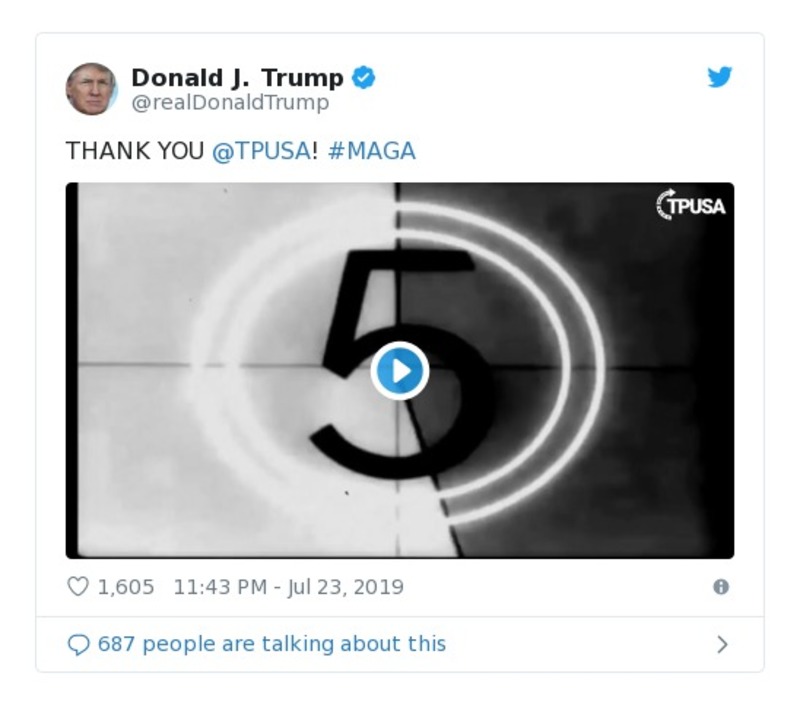 Donald J. Trump
@realDonaldTrump
THANK YOU @TPUSA! #MAGA
TPUSA
5
1,605 11:43 PM - Jul 23, 2019
687 people are talking about this